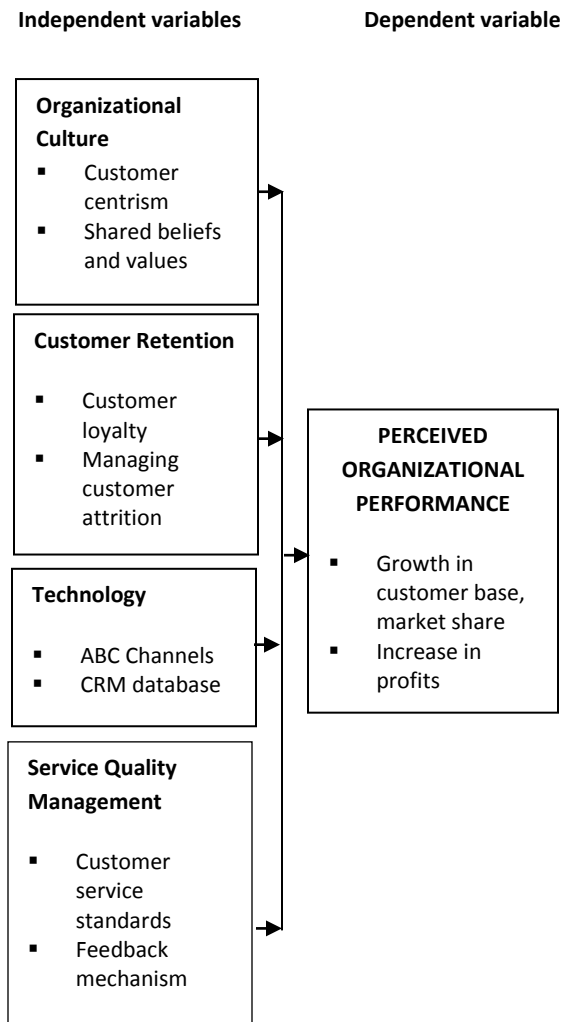 Independent variables
Dependent variable
Organizational
Culture
▪ Customer
centrism
▪ Shared beliefs
and values
Customer Retention
▪ Customer
loyalty
▪ Managing
customer
attrition
Technology
▪ ABC Channels
▪ CRM database
Service Quality
Management
▪ Customer
service
standards
▪ Feedback
mechanism
PERCEIVED
ORGANIZATIONAL
PERFORMANCE
▪ Growth in
customer base,
market share
▪ Increase in
profits